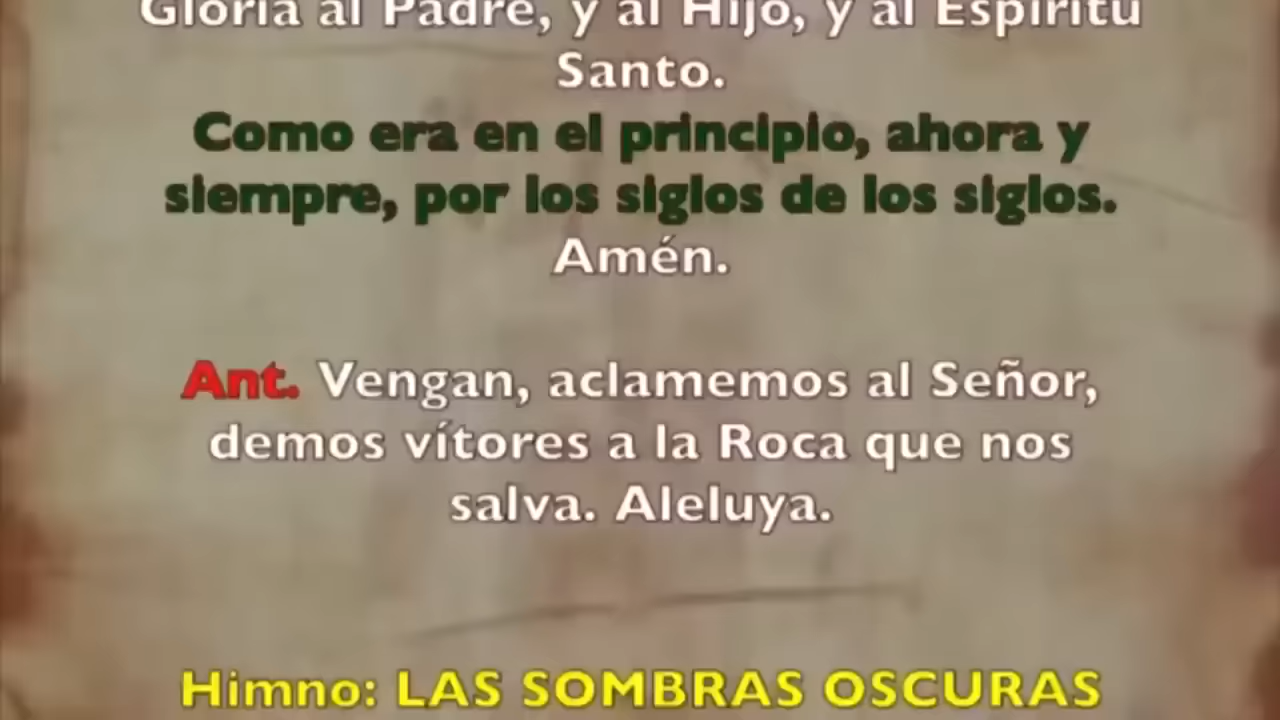 Gloria al Padre, y al Hijo, y al Espíritu
Santo.
Como era en el principio, ahora y
siempre, por los siglos de los siglos.
Amén.
Ant. Vengan, aclamemos al Señor,
demos vítores a la Roca que nos
salva. Aleluya.
Himno: LAS SOMBRAS OSCURAS